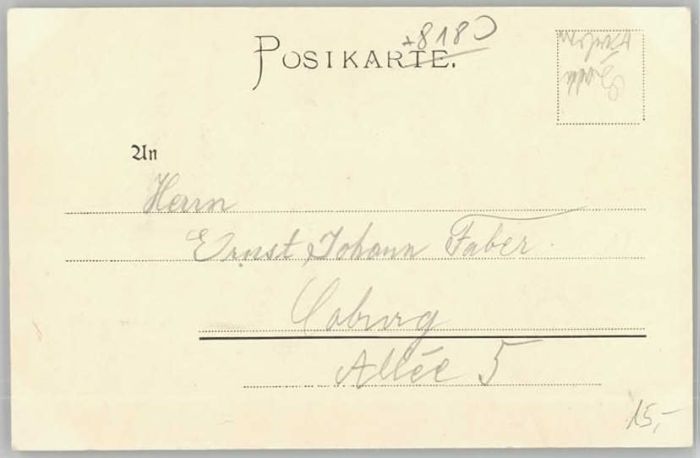 *8180
POSTKARTE.
An
Herrn
Ernst Johann Faber.
Coburg
Allée 5
15,-